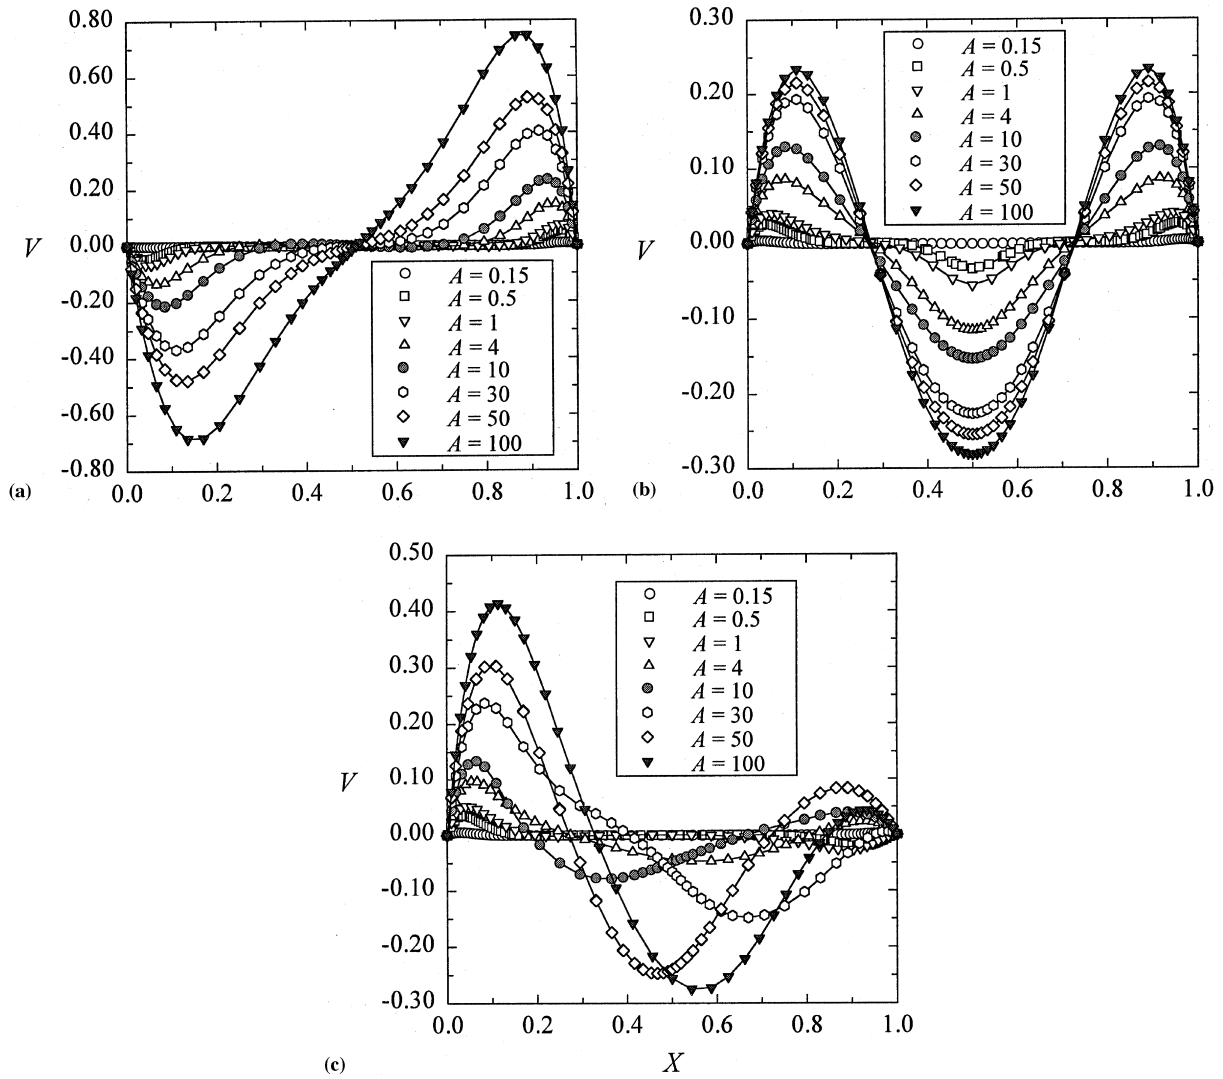 0.80
0.60
0.40
0.20
V
0.00
-0.20
-0.40
-0.60
-0.80
A = 0.15
A = 0.5
A = 1
A = 4
A = 10
A = 30
A = 50
A = 100
(a)
0.0 0.2 0.4 0.6 0.8 1.0
0.30
0.20
0.10
V
0.00
-0.10
-0.20
-0.30
A = 0.15
A = 0.5
A = 1
A = 4
A = 10
A = 30
A = 50
A = 100
(b)
0.0 0.2 0.4 0.6 0.8 1.0
0.50
0.40
0.30
0.20
0.10
V
0.00
-0.10
-0.20
-0.30
A = 0.15
A = 0.5
A = 1
A = 4
A = 10
A = 30
A = 50
A = 100
0.0 0.2 0.4 0.6 0.8 1.0
(c)
X